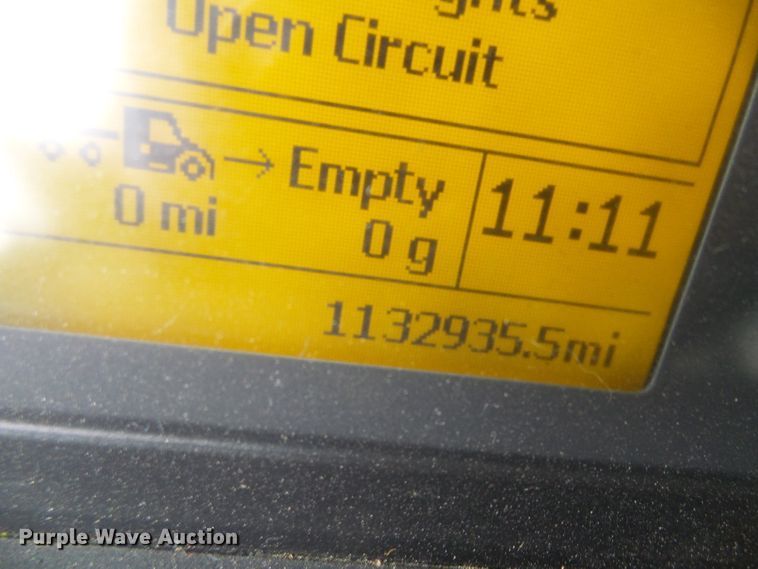 Open Circuit
→ Empty
0 mi
0 g
11:11
1132935.5mi
Purple Wave Auction